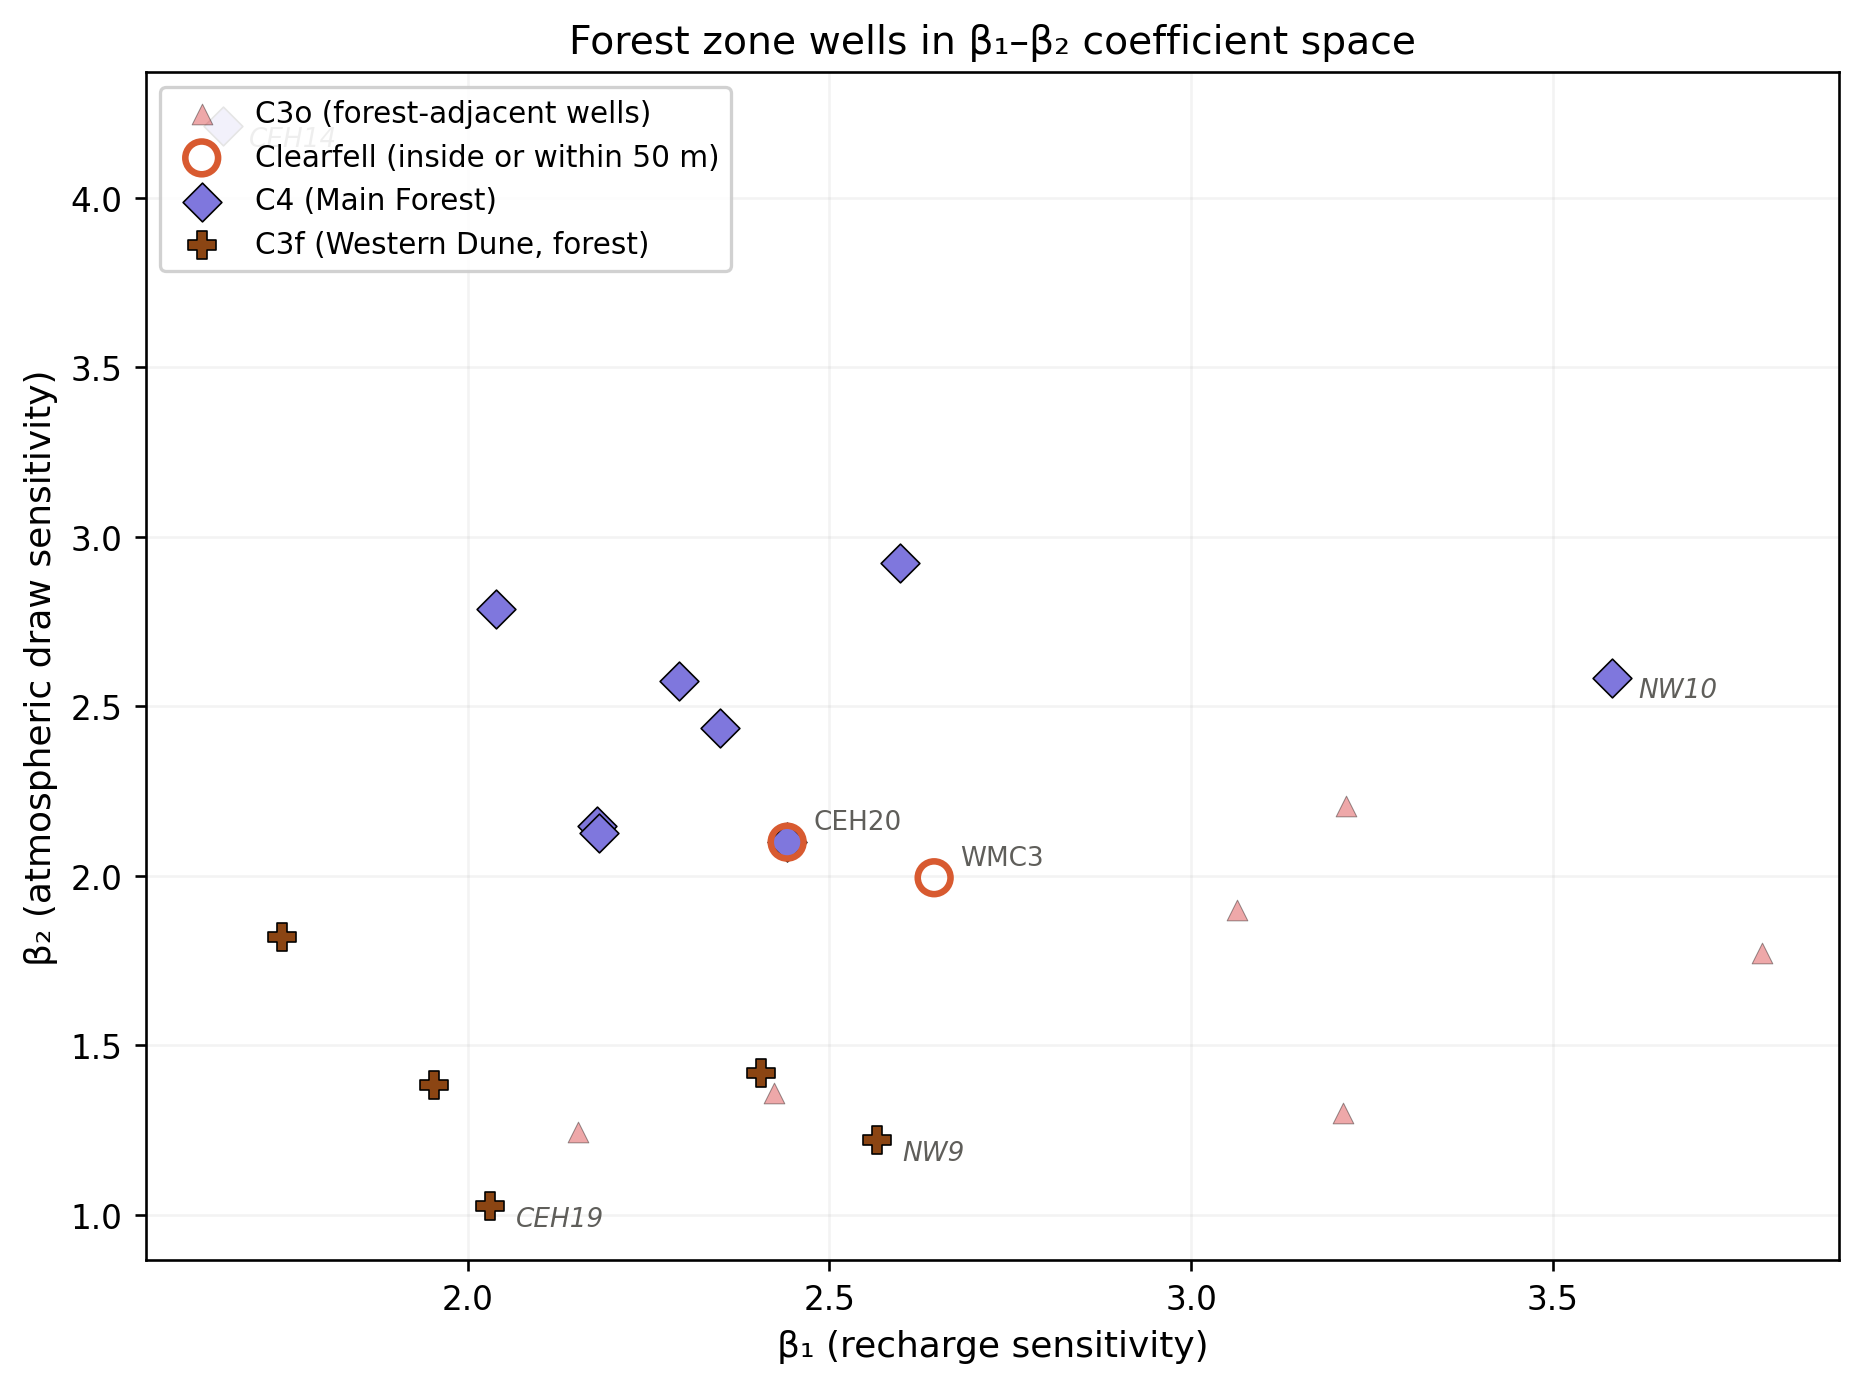 Forest zone wells in β₁–β₂ coefficient space
C3o (forest-adjacent wells)
CEH14
Clearfell (inside or within 50 m)
C4 (Main Forest)
C3f (Western Dune, forest)
4.0
3.5
3.0
2.5
2.0
1.5
1.0
β₂ (atmospheric draw sensitivity)
NW10
CEH20
WMC3
NW9
CEH19
2.0
2.5
3.0
3.5
β₁ (recharge sensitivity)